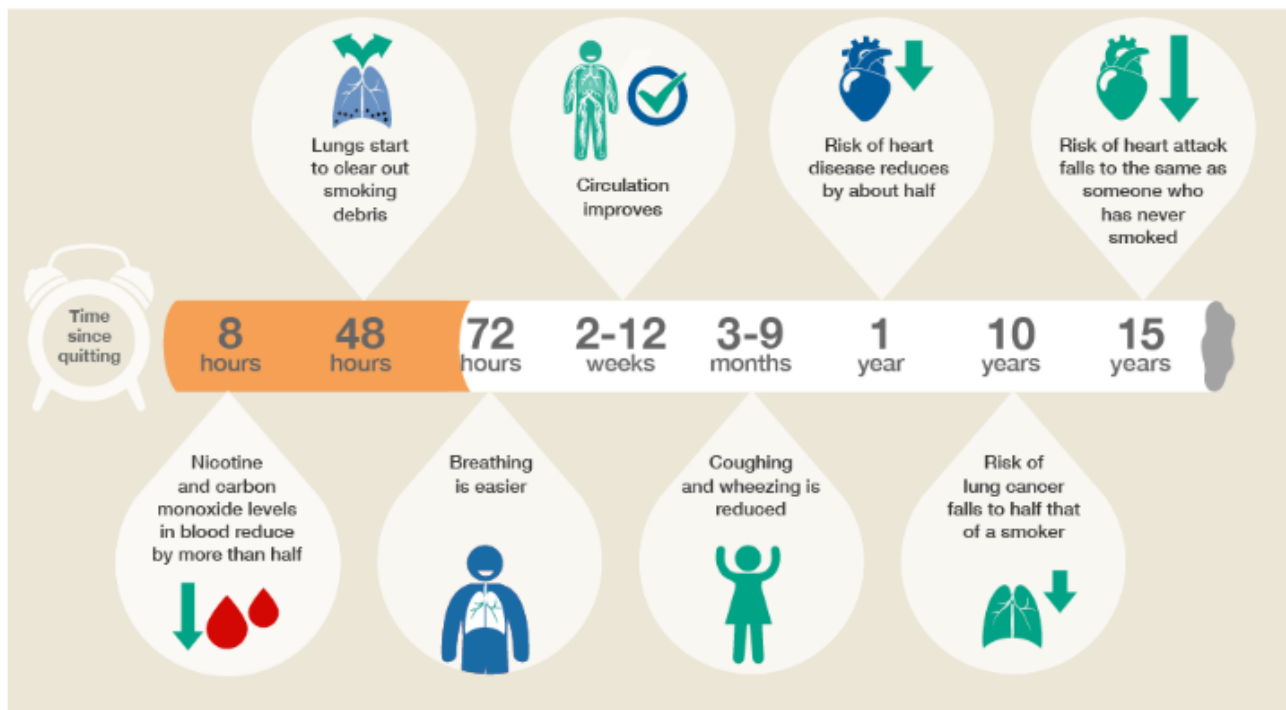 Lungs start
to clear out
smoking
debris
Circulation
improves
Risk of heart
disease reduces
by about half
Risk of heart attack
falls to the same as
someone who
has never
smoked
Time
since
quitting
8
hours
48
hours
72
hours
2-12
weeks
3-9
months
1
year
10
years
15
years
Nicotine
and carbon
monoxide levels
in blood reduce
by more than half
Breathing
is easier
Coughing
and wheezing is
reduced
Risk of
lung cancer
falls to half that
of a smoker